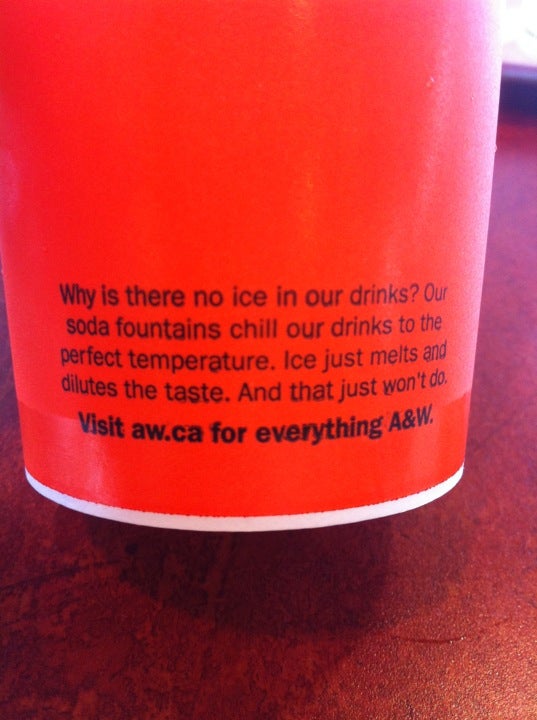 Why is there no ice in our drinks? Our
soda fountains chill our drinks to the
perfect temperature. Ice just melts and
dilutes the taste. And that just won't do.
Visit aw.ca for everything A&W.